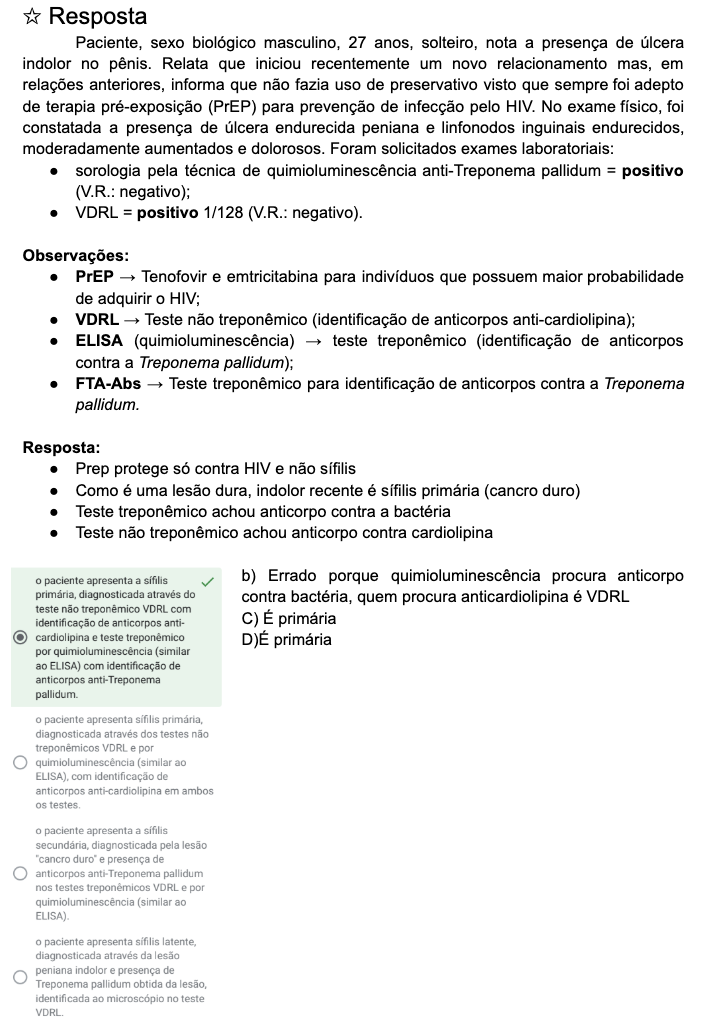 ☆ Resposta
Paciente, sexo biológico masculino, 27 anos, solteiro, nota a presença de úlcera
indolor no pênis. Relata que iniciou recentemente um novo relacionamento mas, em
relações anteriores, informa que não fazia uso de preservativo visto que sempre foi adepto
de terapia pré-exposição (PrEP) para prevenção de infecção pelo HIV. No exame físico, foi
constatada a presença de úlcera endurecida peniana e linfonodos inguinais endurecidos,
moderadamente aumentados e dolorosos. Foram solicitados exames laboratoriais:
● sorologia pela técnica de quimioluminescência anti-Treponema pallidum = positivo
(V.R.: negativo);
● VDRL = positivo 1/128 (V.R.: negativo).
Observações:
● PrEP → Tenofovir e emtricitabina para indivíduos que possuem maior probabilidade
de adquirir o HIV;
● VDRL → Teste não treponêmico (identificação de anticorpos anti-cardiolipina);
● ELISA (quimioluminescência) → teste treponêmico (identificação de anticorpos
contra a Treponema pallidum);
● FTA-Abs → Teste treponêmico para identificação de anticorpos contra a Treponema
pallidum.
Resposta:
● Prep protege só contra HIV e não sífilis
● Como é uma lesão dura, indolor recente é sífilis primária (cancro duro)
● Teste treponêmico achou anticorpo contra a bactéria
● Teste não treponêmico achou anticorpo contra cardiolipina
o paciente apresenta a sífilis
primária, diagnosticada através do
teste não treponêmico VDRL com
identificação de anticorpos anti-
cardiolipina e teste treponêmico
por quimioluminescência (similar
ao ELISA) com identificação de
anticorpos anti-Treponema
pallidum.
b) Errado porque quimioluminescência procura anticorpo
contra bactéria, quem procura anticardiolipina é VDRL
C) É primária
D)É primária
o paciente apresenta sífilis primária,
diagnosticada através dos testes não
treponêmicos VDRL e por
quimioluminescência (similar ao
ELISA), com identificação de
anticorpos anti-cardiolipina em ambos
os testes.
o paciente apresenta a sífilis
secundária, diagnosticada pela lesão
"cancro duro" e presença de
anticorpos anti-Treponema pallidum
nos testes treponêmicos VDRL e por
quimioluminescência (similar ao
ELISA).
o paciente apresenta sífilis latente,
diagnosticada através da lesão
peniana indolor e presença de
Treponema pallidum obtida da lesão,
identificada ao microscópio no teste
VDRL.